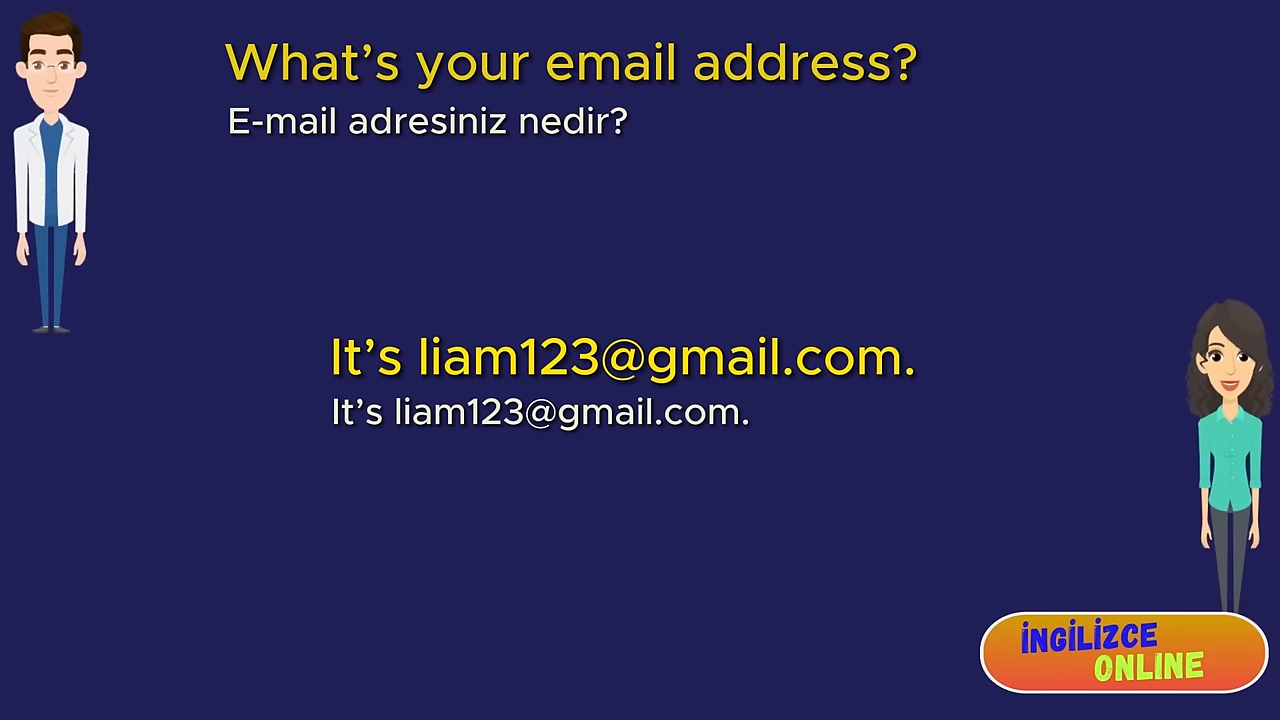 What’s your email address?
E-mail adresiniz nedir?
It’s liam123@gmail.com.
It’s liam123@gmail.com.
İNGİLİZCE
ONLINE